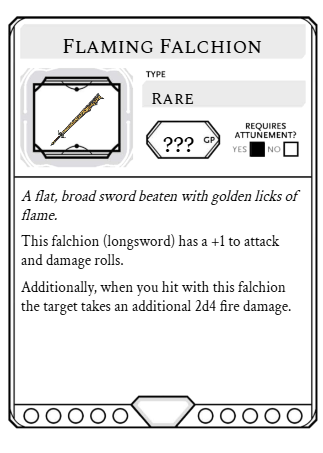 FLAMING FALCHION
TYPE
RARE
??? GP
REQUIRES
ATTUNEMENT?
YES NO
A flat, broad sword beaten with golden licks of
flame.
This falchion (longsword) has a +1 to attack
and damage rolls.
Additionally, when you hit with this falchion
the target takes an additional 2d4 fire damage.